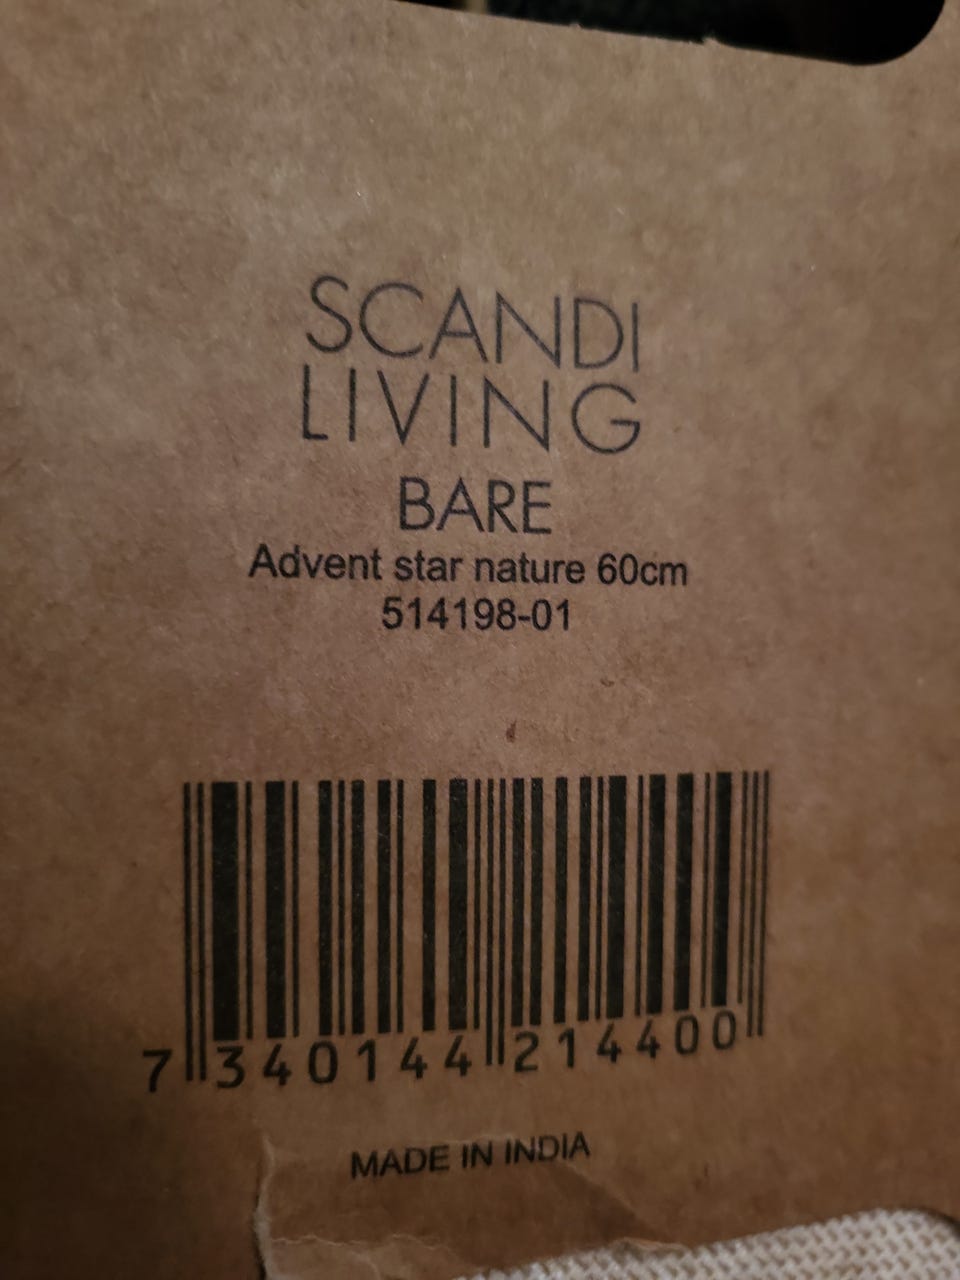 SCANDI
LIVING
BARE
Advent star nature 60cm
514198-01
7 340144 214400
MADE IN INDIA